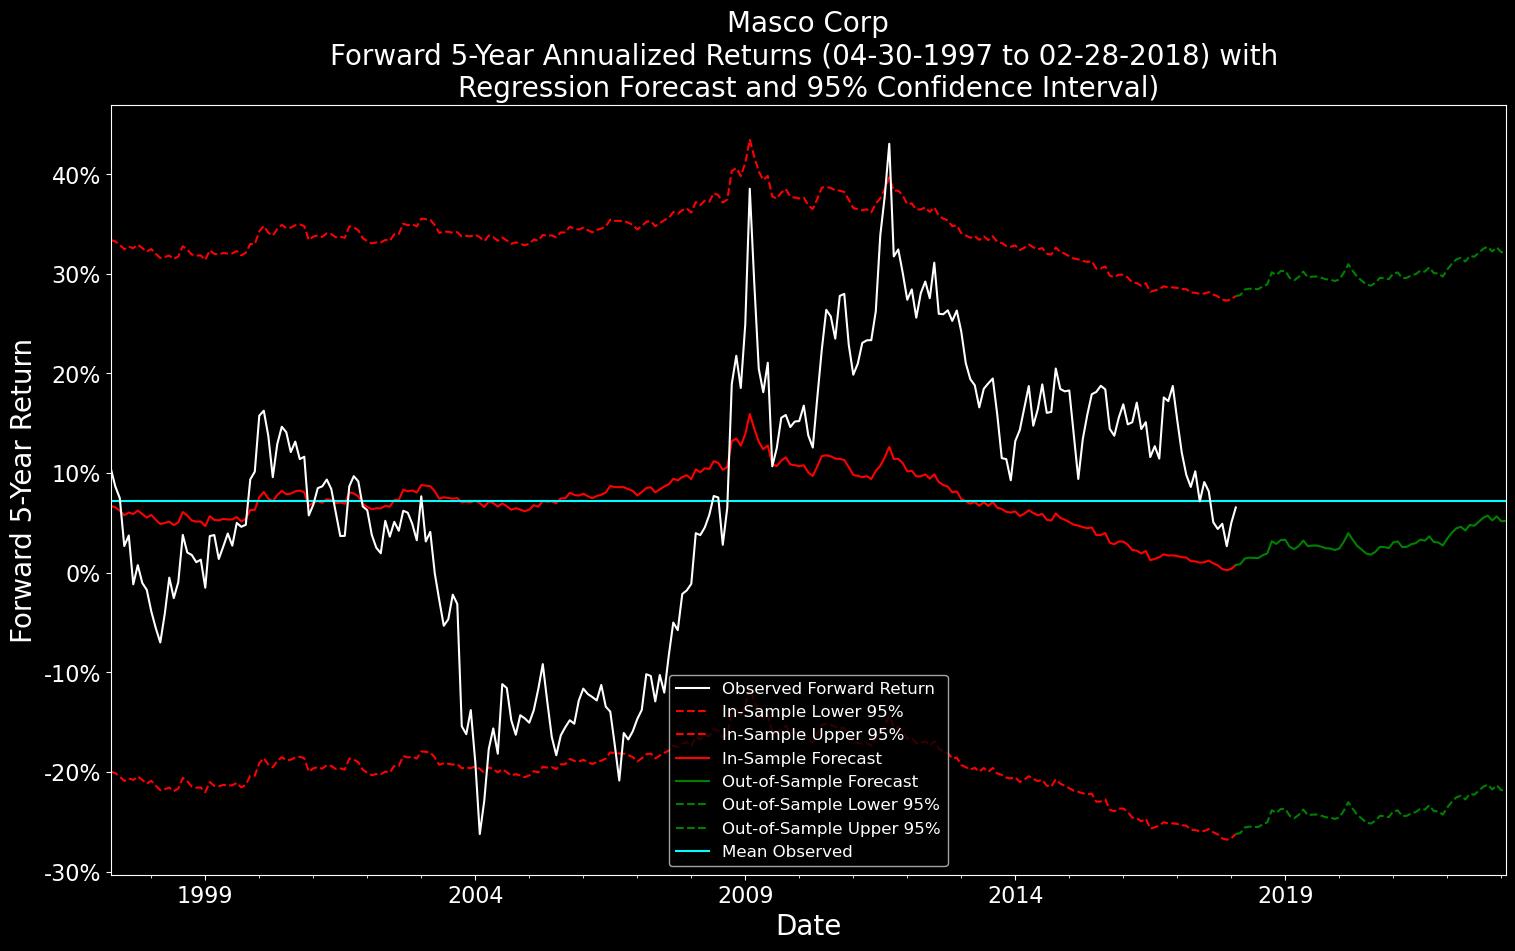 Masco Corp
Forward 5-Year Annualized Returns (04-30-1997 to 02-28-2018) with
Regression Forecast and 95% Confidence Interval)
Forward 5-Year Return
40%
30%
20%
10%
0%
-10%
-20%
-30%
Observed Forward Return
In-Sample Lower 95%
In-Sample Upper 95%
In-Sample Forecast
Out-of-Sample Forecast
Out-of-Sample Lower 95%
Out-of-Sample Upper 95%
Mean Observed
1999 2004 2009 2014 2019
Date